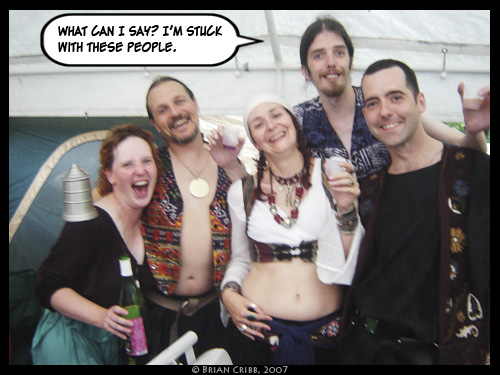 WHAT CAN I SAY? I'M STUCK
WITH THESE PEOPLE.
© BRIAN CRIBB, 2007